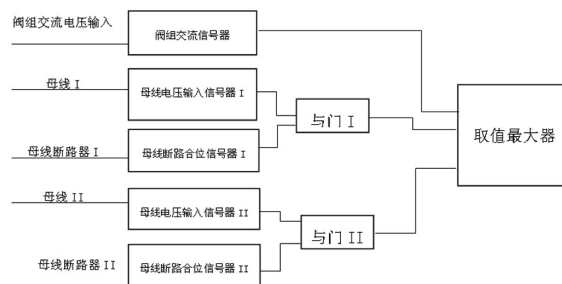 阀组交流电压输入
阀组交流信号器
母线 I
母线电压输入信号器 I
与门 I
取值最大器
母线断路器 I
母线断路合位信号器 I
母线 II
母线电压输入信号器 II
与门 II
母线断路器 II
母线断路合位信号器 II